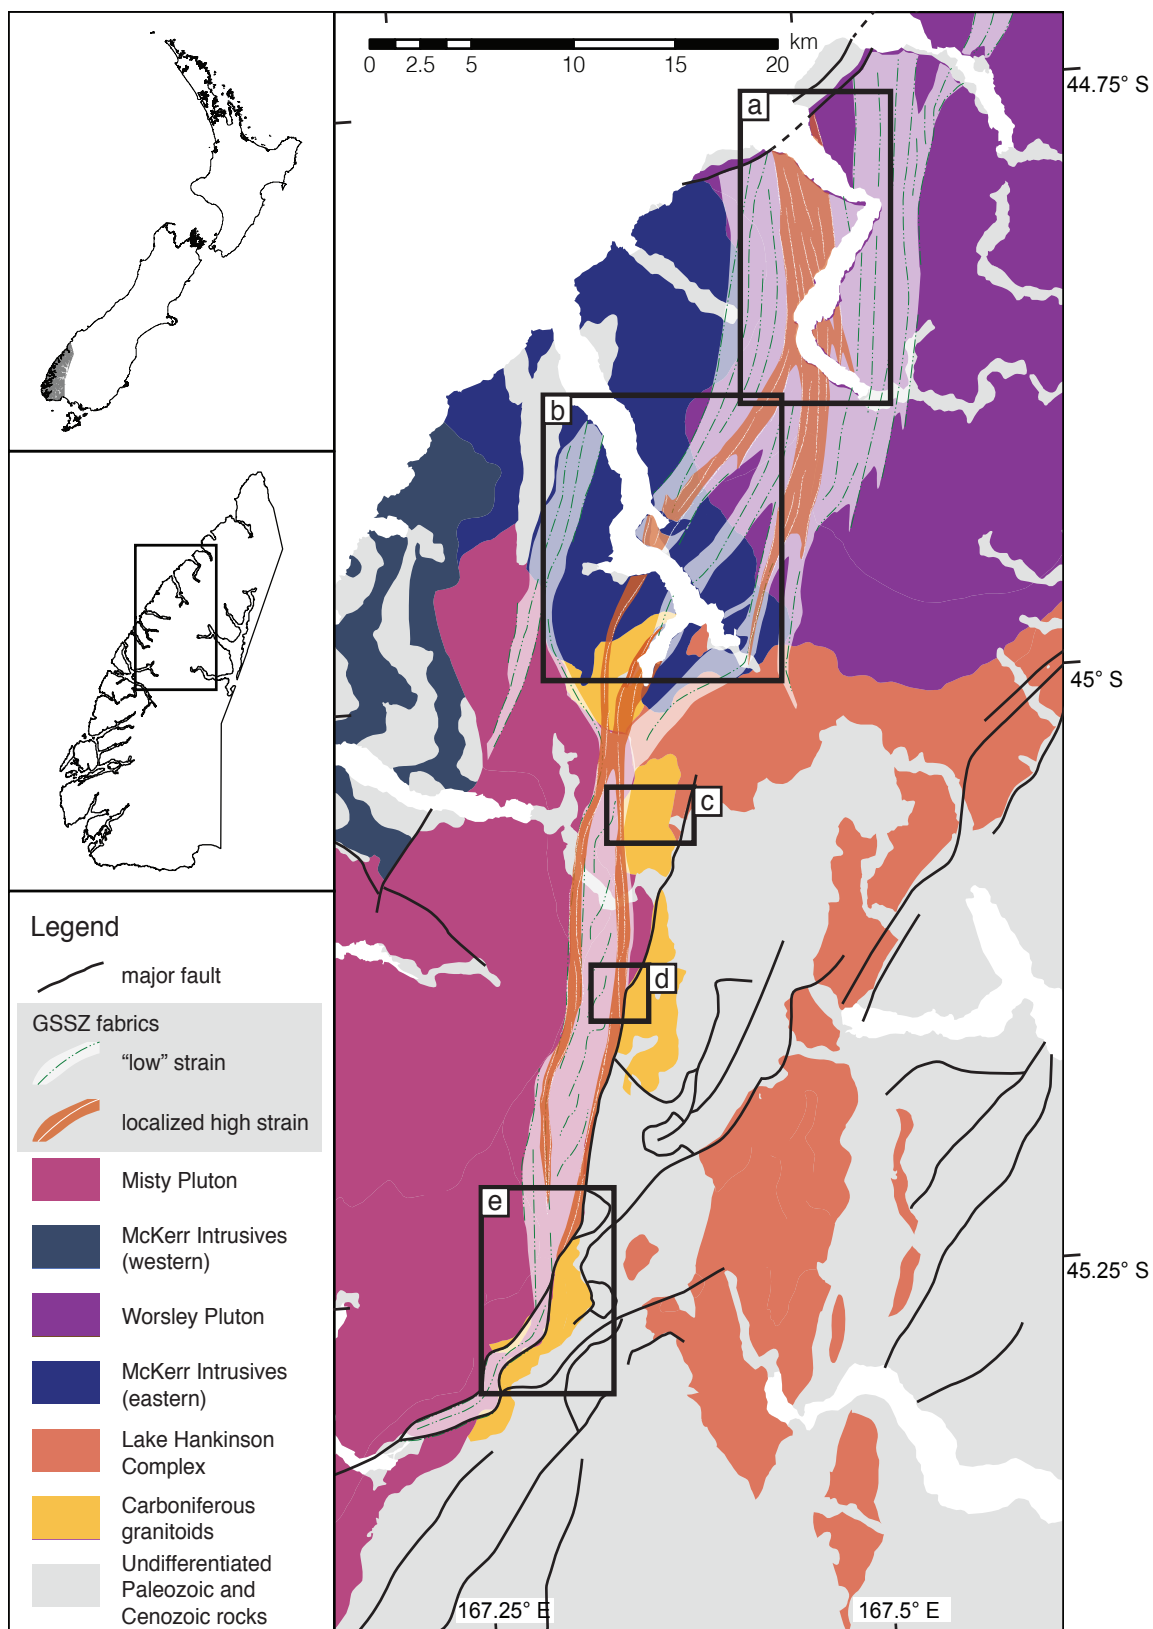 km
0
2.5
5
10
15
20
44.75° S
a
b
45° S
c
d
e
45.25° S
167.25° E
167.5° E
Legend
major fault
GSSZ fabrics
“low” strain
localized high strain
Misty Pluton
McKerr Intrusives
(western)
Worsley Pluton
McKerr Intrusives
(eastern)
Lake Hankinson
Complex
Carboniferous
granitoids
Undifferentiated
Paleozoic and
Cenozoic rocks